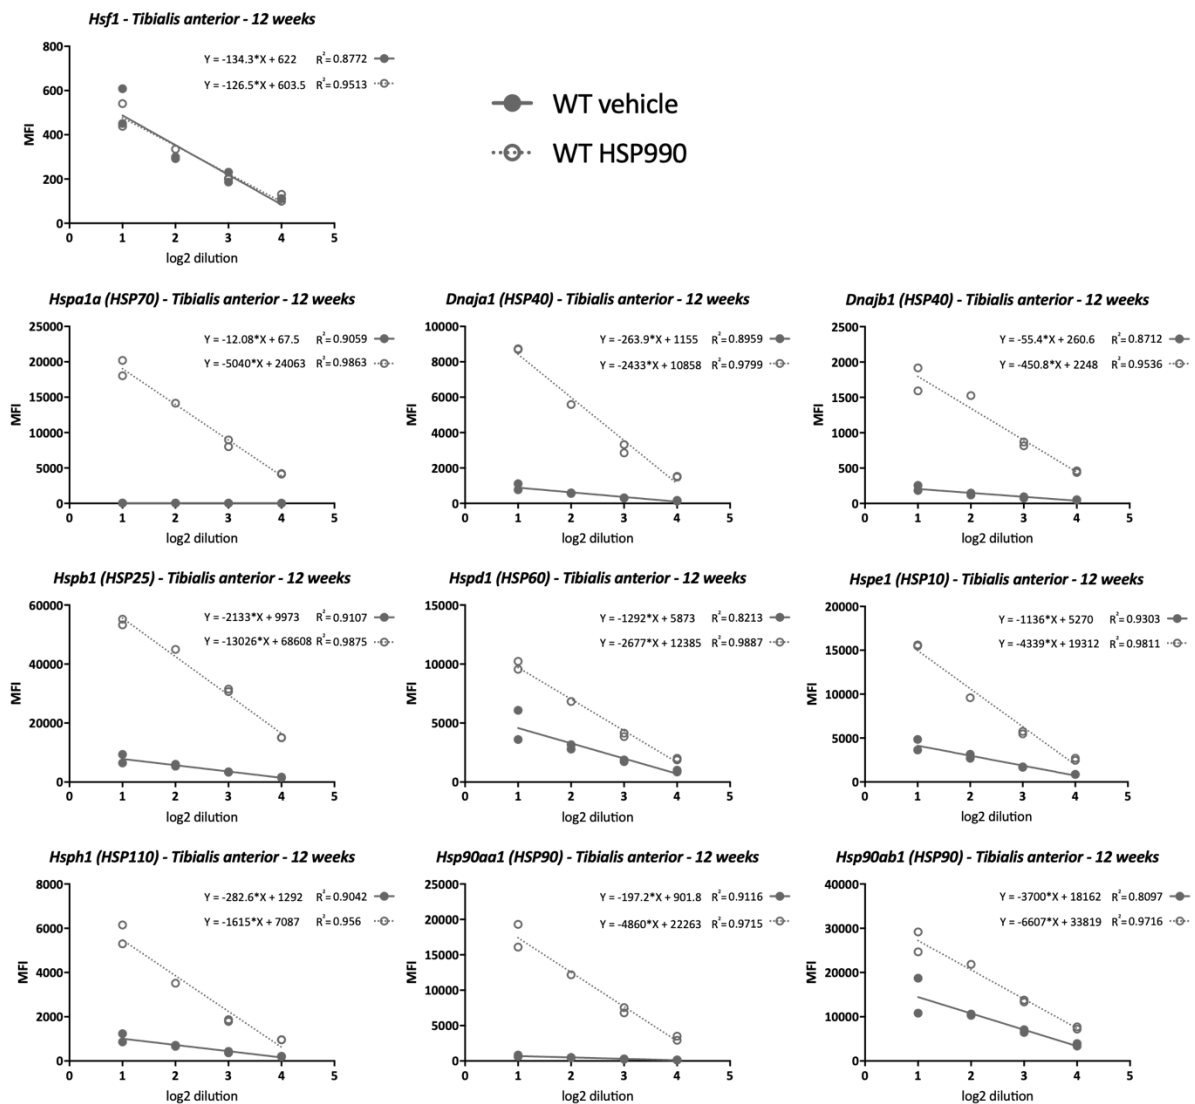 Hsf1 - Tibialis anterior - 12 weeks
800
600
400
200
0
MFI
Y = -134.3*X + 622 R²= 0.8772
Y = -126.5*X + 603.5 R²= 0.9513
0 1 2 3 4 5
log2 dilution
WT vehicle
WT HSP990
Hspa1a (HSP70) - Tibialis anterior - 12 weeks
25000
20000
15000
10000
5000
0
MFI
Y = -12.08*X + 67.5 R²= 0.9059
Y = -5040*X + 24063 R²= 0.9863
0 1 2 3 4 5
log2 dilution
Dnaja1 (HSP40) - Tibialis anterior - 12 weeks
10000
8000
6000
4000
2000
0
MFI
Y = -263.9*X + 1155 R²= 0.8959
Y = -2433*X + 10858 R²= 0.9799
0 1 2 3 4 5
log2 dilution
Dnajb1 (HSP40) - Tibialis anterior - 12 weeks
2500
2000
1500
1000
500
0
MFI
Y = -55.4*X + 260.6 R²= 0.8712
Y = -450.8*X + 2248 R²= 0.9536
0 1 2 3 4 5
log2 dilution
Hspb1 (HSP25) - Tibialis anterior - 12 weeks
60000
40000
20000
0
MFI
Y = -2133*X + 9973 R²= 0.9107
Y = -13026*X + 68608 R²= 0.9875
0 1 2 3 4 5
log2 dilution
Hspd1 (HSP60) - Tibialis anterior - 12 weeks
15000
10000
5000
0
MFI
Y = -1292*X + 5873 R²= 0.8213
Y = -2677*X + 12385 R²= 0.9887
0 1 2 3 4 5
log2 dilution
Hspe1 (HSP10) - Tibialis anterior - 12 weeks
20000
15000
10000
5000
0
MFI
Y = -1136*X + 5270 R²= 0.9303
Y = -4339*X + 19312 R²= 0.9811
0 1 2 3 4 5
log2 dilution
Hsph1 (HSP110) - Tibialis anterior - 12 weeks
8000
6000
4000
2000
0
MFI
Y = -282.6*X + 1292 R²= 0.9042
Y = -1615*X + 7087 R²= 0.956
0 1 2 3 4 5
log2 dilution
Hsp90aa1 (HSP90) - Tibialis anterior - 12 weeks
25000
20000
15000
10000
5000
0
MFI
Y = -197.2*X + 901.8 R²= 0.9116
Y = -4860*X + 22263 R²= 0.9715
0 1 2 3 4 5
log2 dilution
Hsp90ab1 (HSP90) - Tibialis anterior - 12 weeks
40000
30000
20000
10000
0
MFI
Y = -3700*X + 18162 R²= 0.8097
Y = -6607*X + 33819 R²= 0.9716
0 1 2 3 4 5
log2 dilution